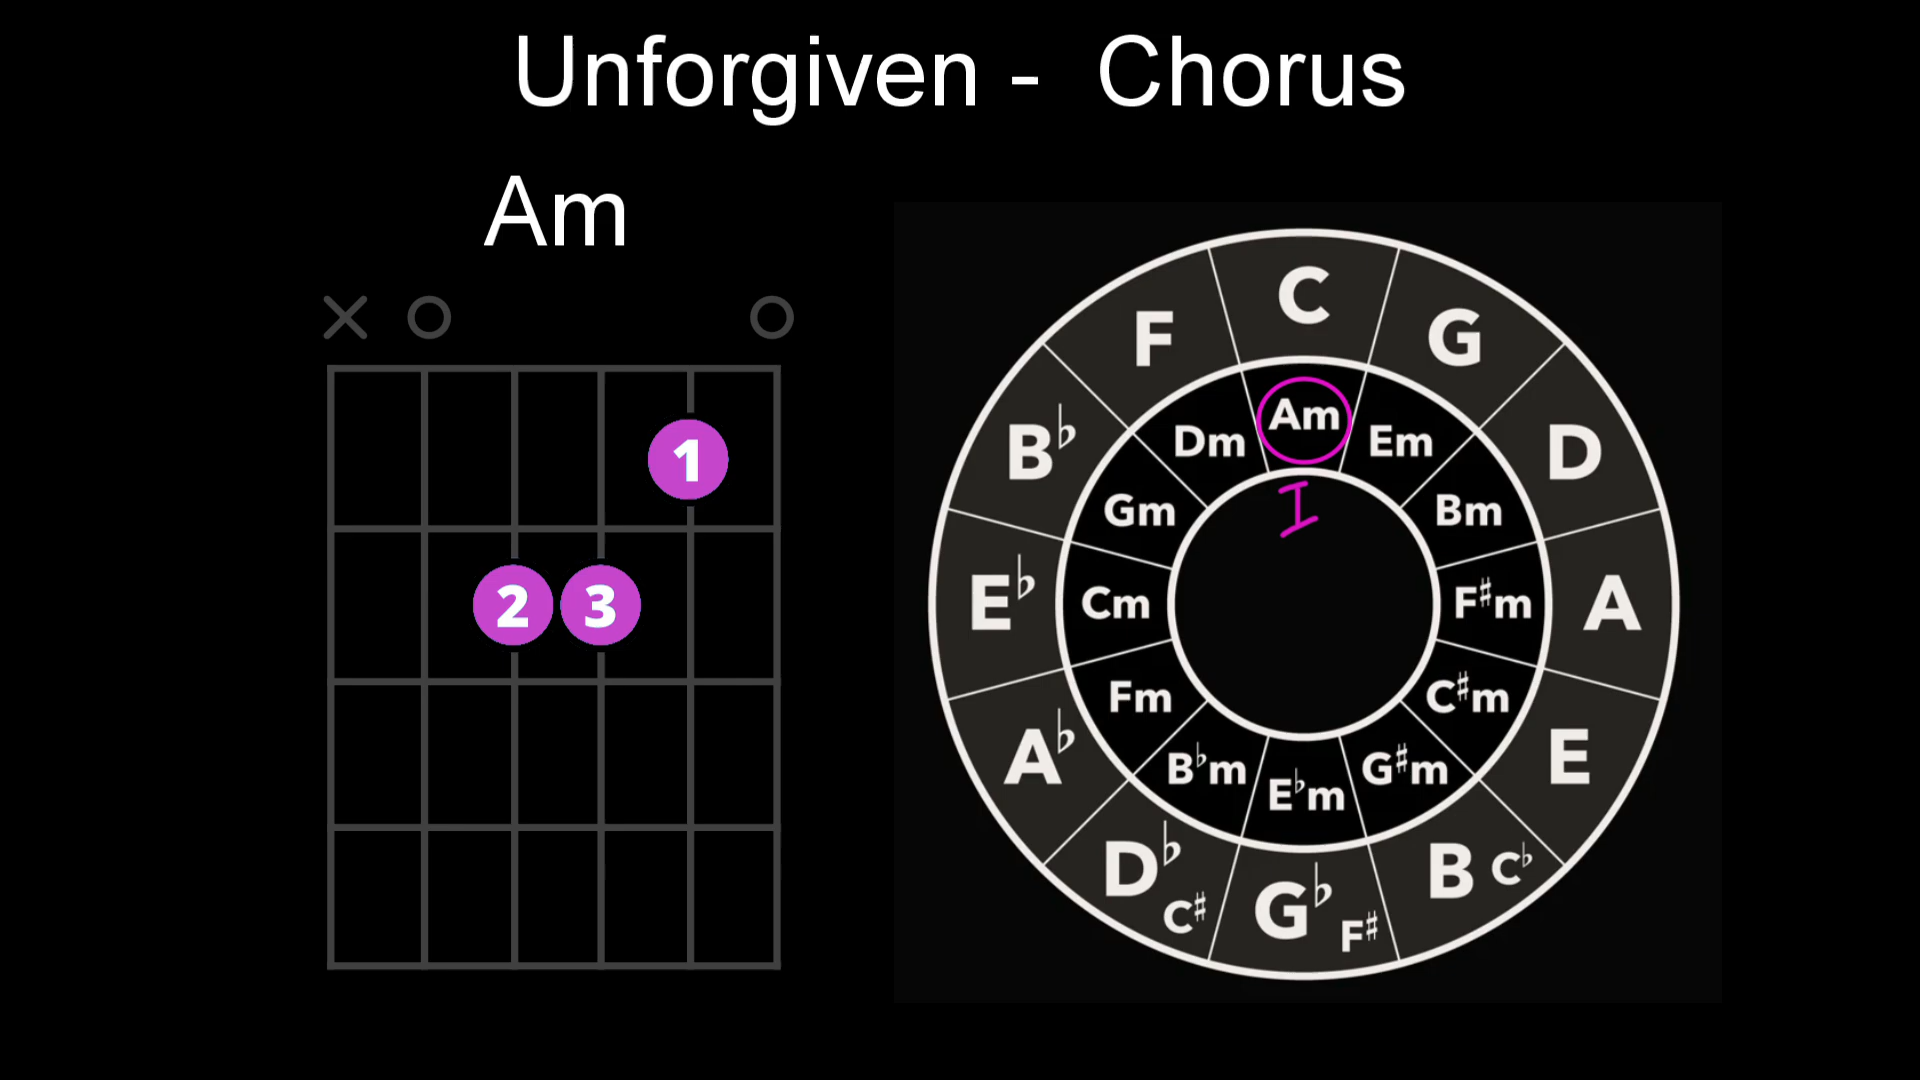 Unforgiven - Chorus
Am
1
2 3
C
F G
B♭ D
E♭ A
A♭ E
D♭ C♯ G♭ F♯ B C♭
Am
Dm Em
Gm Bm
Cm F♯m
Fm C♯m
B♭m E♭m G♯m
I